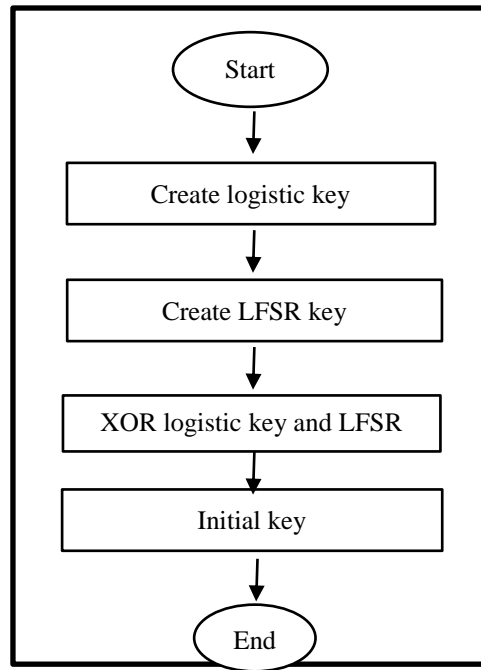 Start
Create logistic key
Create LFSR key
XOR logistic key and LFSR
Initial key
End